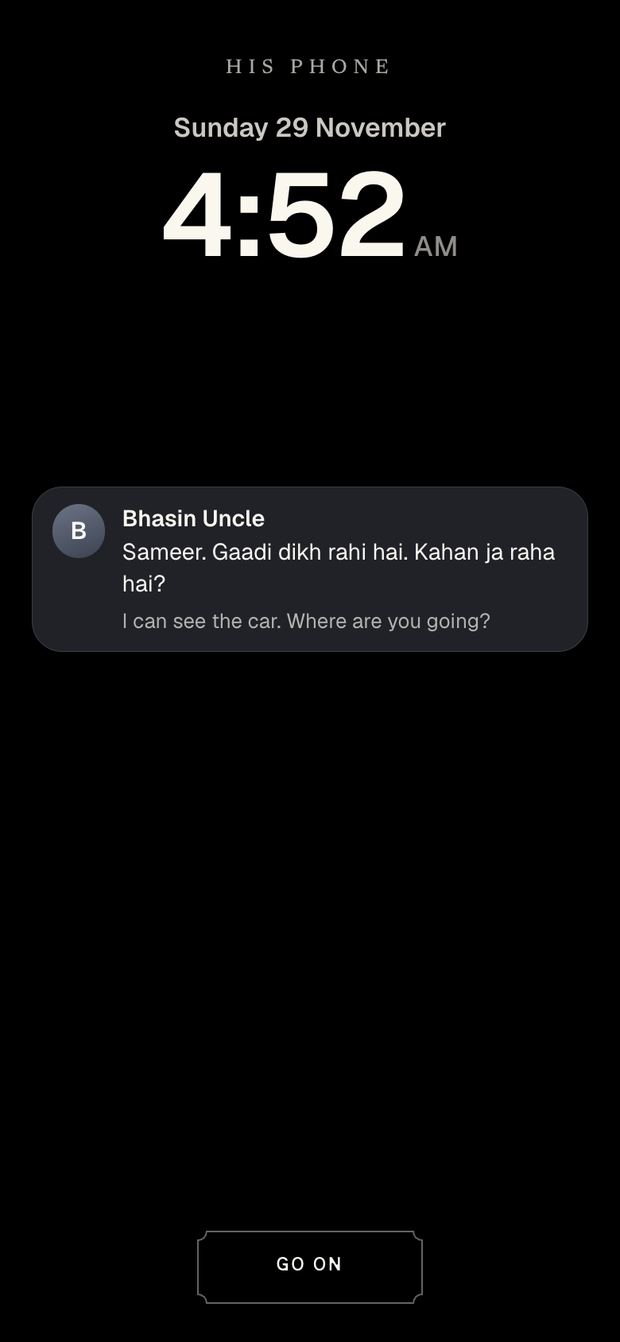 HIS PHONE
Sunday 29 November
4:52 AM
B
Bhasin Uncle
Sameer. Gaadi dikh rahi hai. Kahan ja raha
hai?
I can see the car. Where are you going?
GO ON